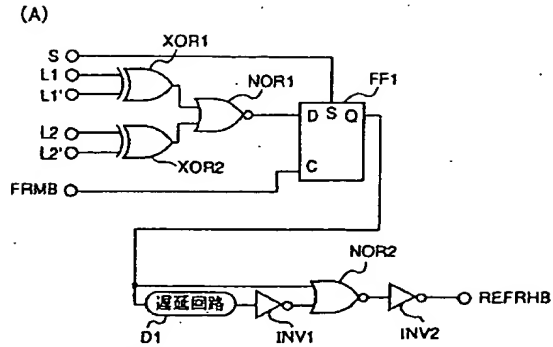 (A)
XOR1
S
L1
L1'
NOR1
FF1
D S Q
L2
L2'
C
XOR2
FRMB
NOR2
遅延回路
REFRHB
D1
INV1
INV2